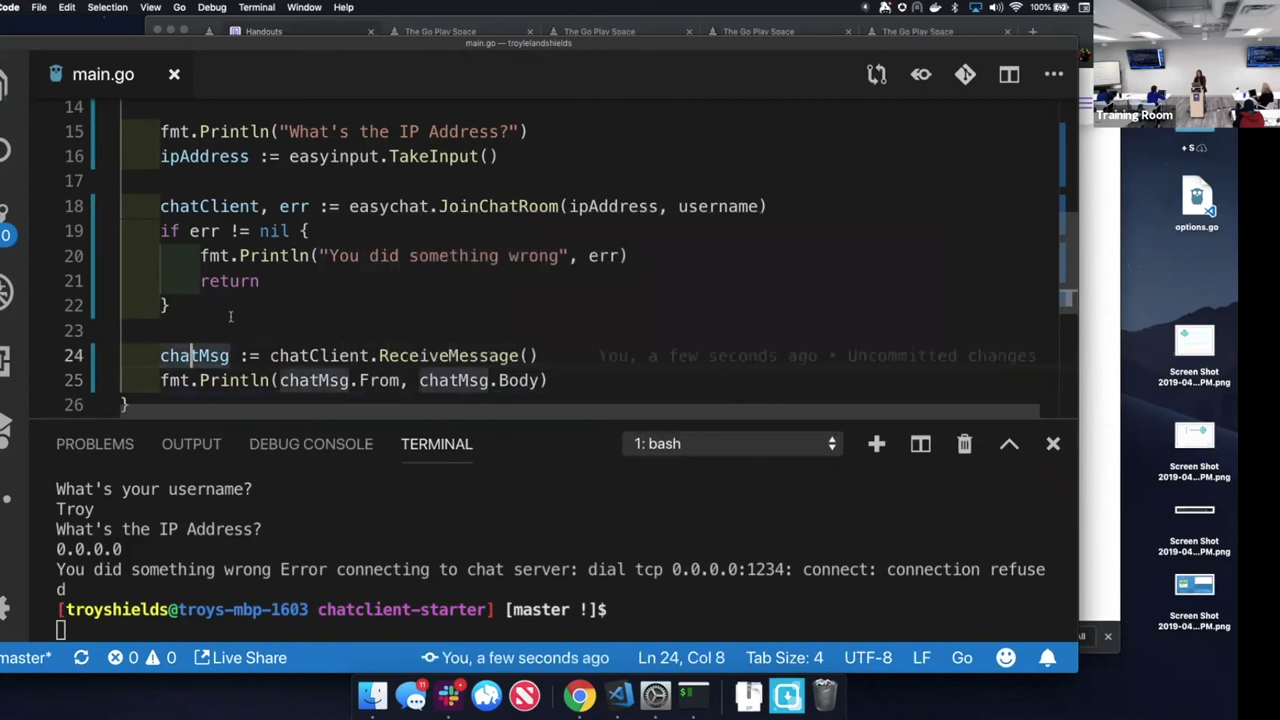 Code File Edit Selection View Go Debug Terminal Window Help 100%
Handouts The Go Play Space The Go Play Space The Go Play Space The Go Play Space
main.go — troylelandshields
main.go
Training Room
14
15 fmt.Println("What's the IP Address?")
16 ipAddress := easyinput.TakeInput()
17
18 chatClient, err := easychat.JoinChatRoom(ipAddress, username)
19 if err != nil {
20 fmt.Println("You did something wrong", err)
21 return
22 }
23
24 chatMsg := chatClient.ReceiveMessage() You, a few seconds ago • Uncommitted changes
25 fmt.Println(chatMsg.From, chatMsg.Body)
26 }
PROBLEMS OUTPUT DEBUG CONSOLE TERMINAL 1: bash
What's your username?
Troy
What's the IP Address?
0.0.0.0
You did something wrong Error connecting to chat server: dial tcp 0.0.0.0:1234: connect: connection refuse
d
[troyshields@troys-mbp-1603 chatclient-starter] [master !]$
master* 0 0 Live Share You, a few seconds ago Ln 24, Col 8 Tab Size: 4 UTF-8 LF Go
+ S
options.go
Screen Shot
2019-04...PM.png
Screen Shot
2019-04...PM.png
Screen Shot
2019-04...PM.png
Screen Shot
2019-04...PM.png
11
ZIP